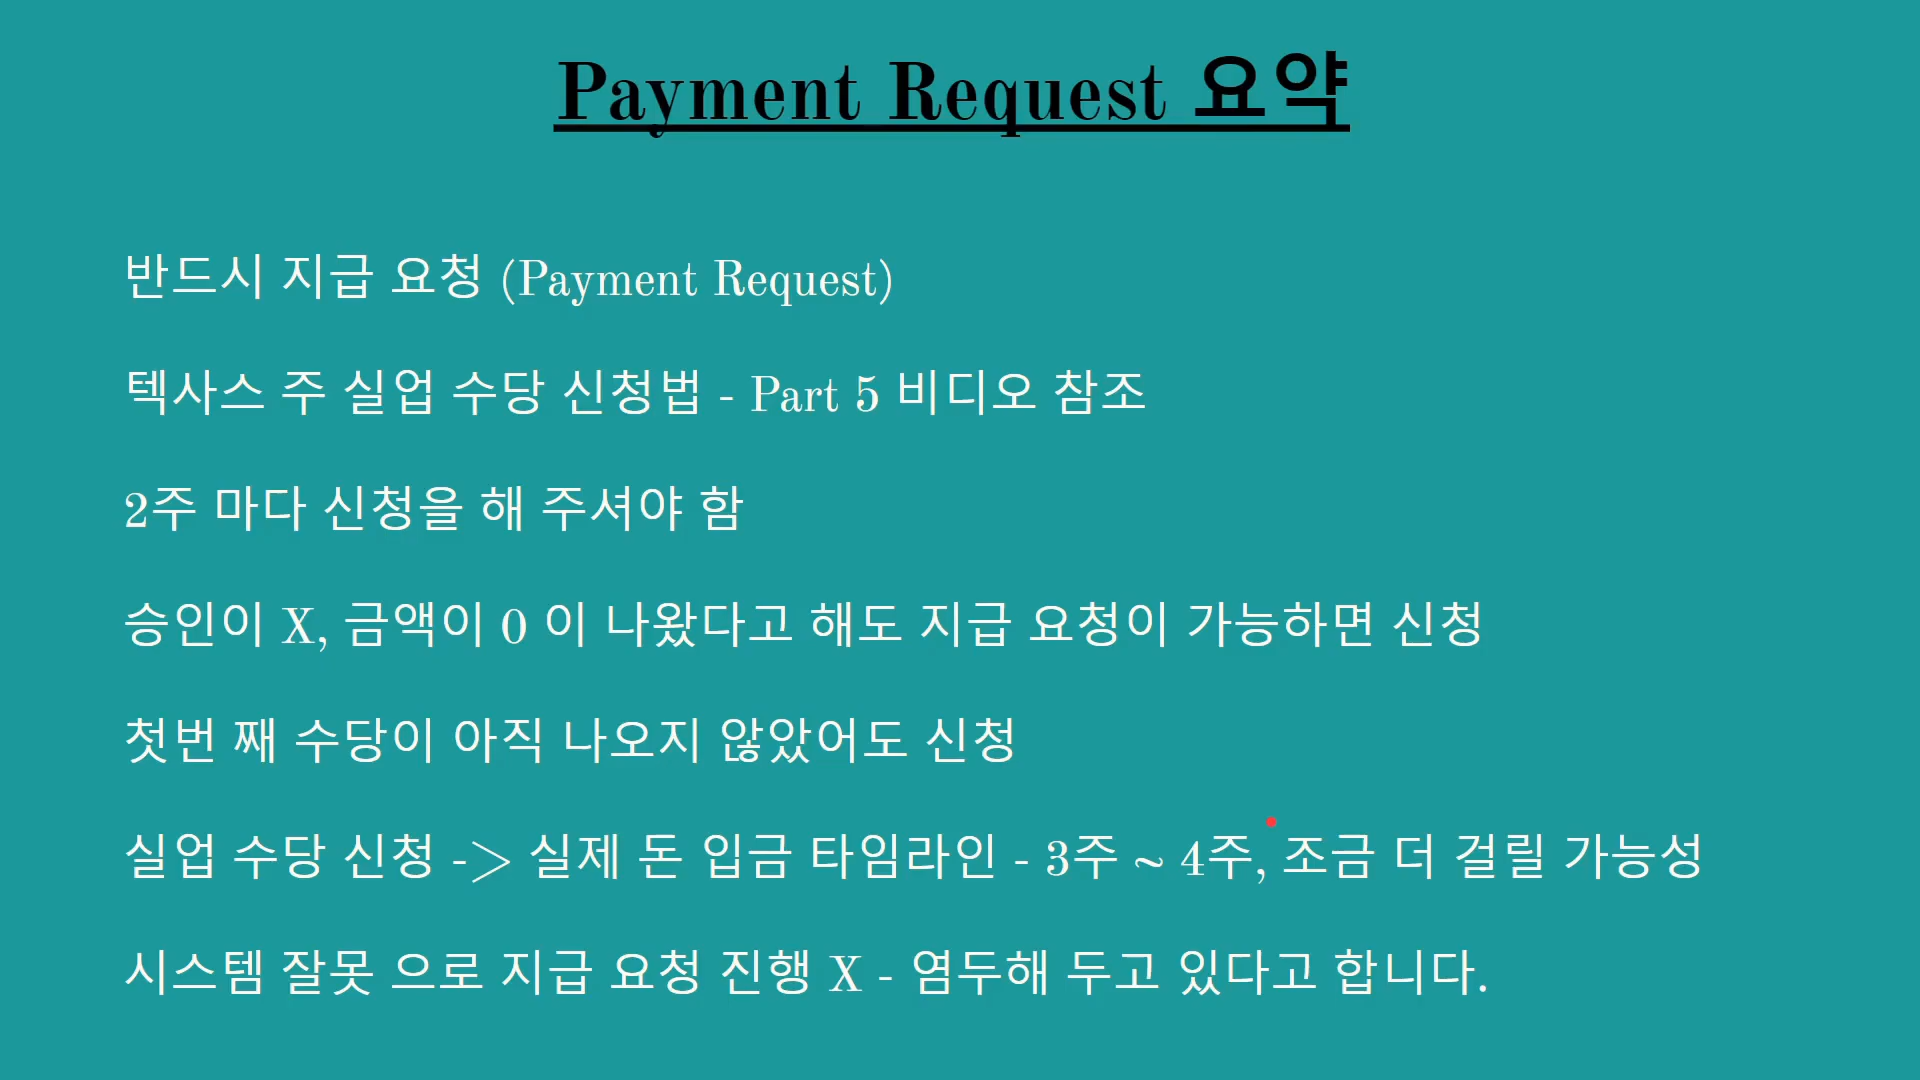 Payment Request 요약
반드시 지급 요청 (Payment Request)
텍사스 주 실업 수당 신청법 - Part 5 비디오 참조
2주 마다 신청을 해 주셔야 함
승인이 X, 금액이 0 이 나왔다고 해도 지급 요청이 가능하면 신청
첫번 째 수당이 아직 나오지 않았어도 신청
실업 수당 신청 -> 실제 돈 입금 타임라인 - 3주 ~ 4주, 조금 더 걸릴 가능성
시스템 잘못 으로 지급 요청 진행 X - 염두해 두고 있다고 합니다.